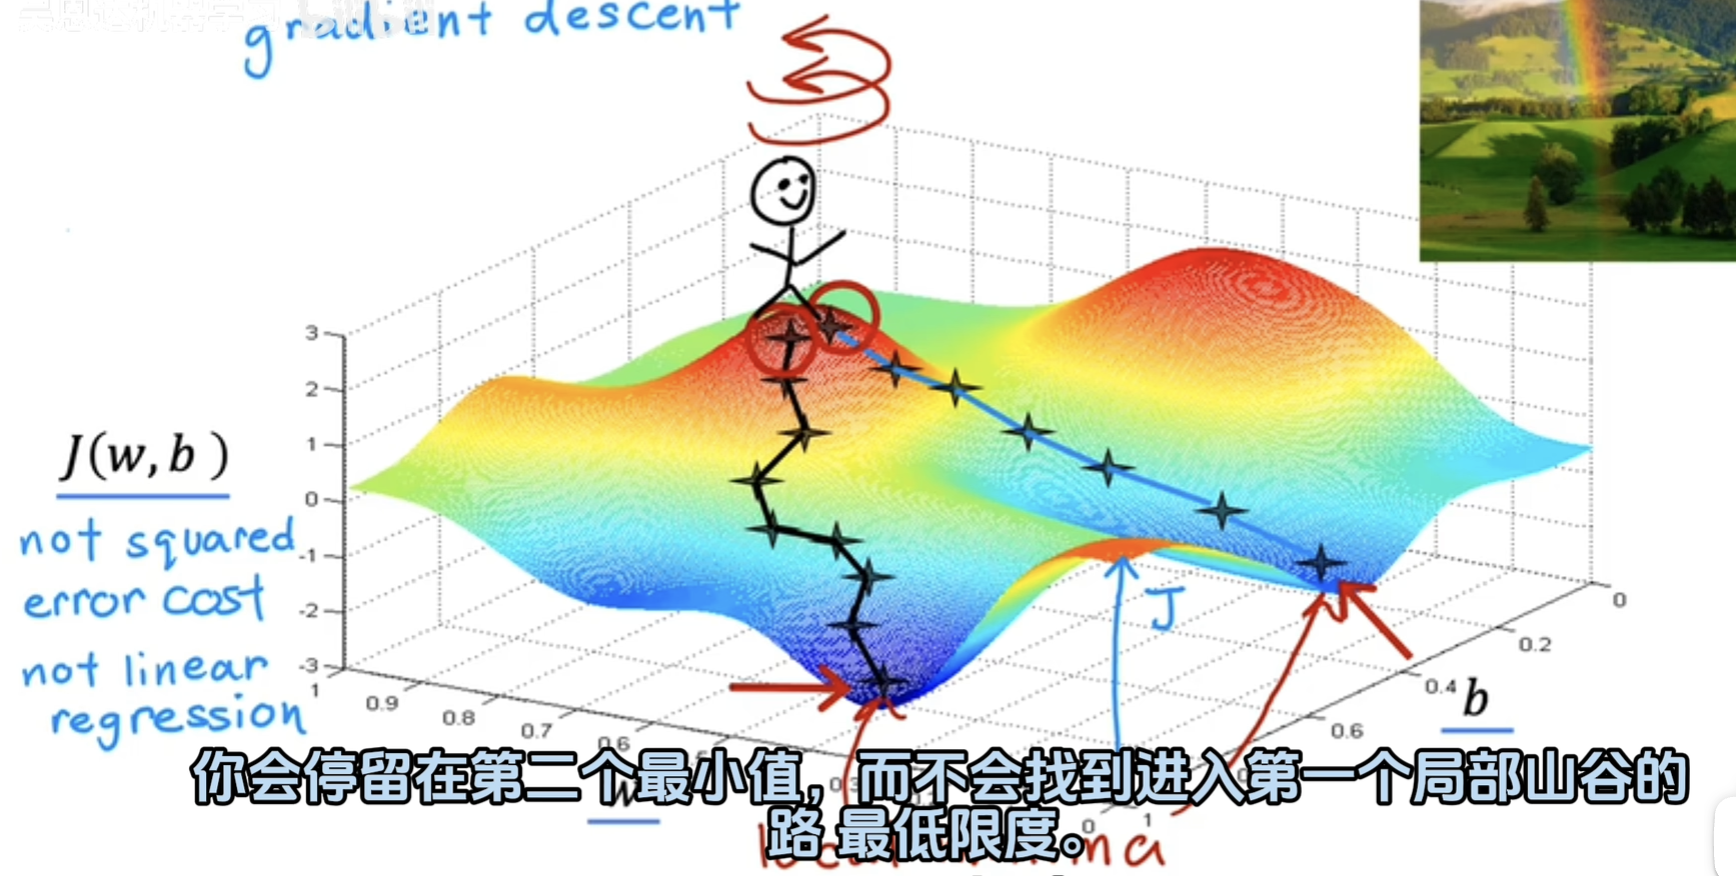 gradient descent
3
2
1
0
-1
-2
-3
J(w, b)
not squared
error cost
not linear
regression
J
1
0.9
0.8
0.7
0.6
0
0.2
0.4
0.6
b
w
0
1
你会停留在第二个最小值，而不会找到进入第一个局部山谷的
路 最低限度。